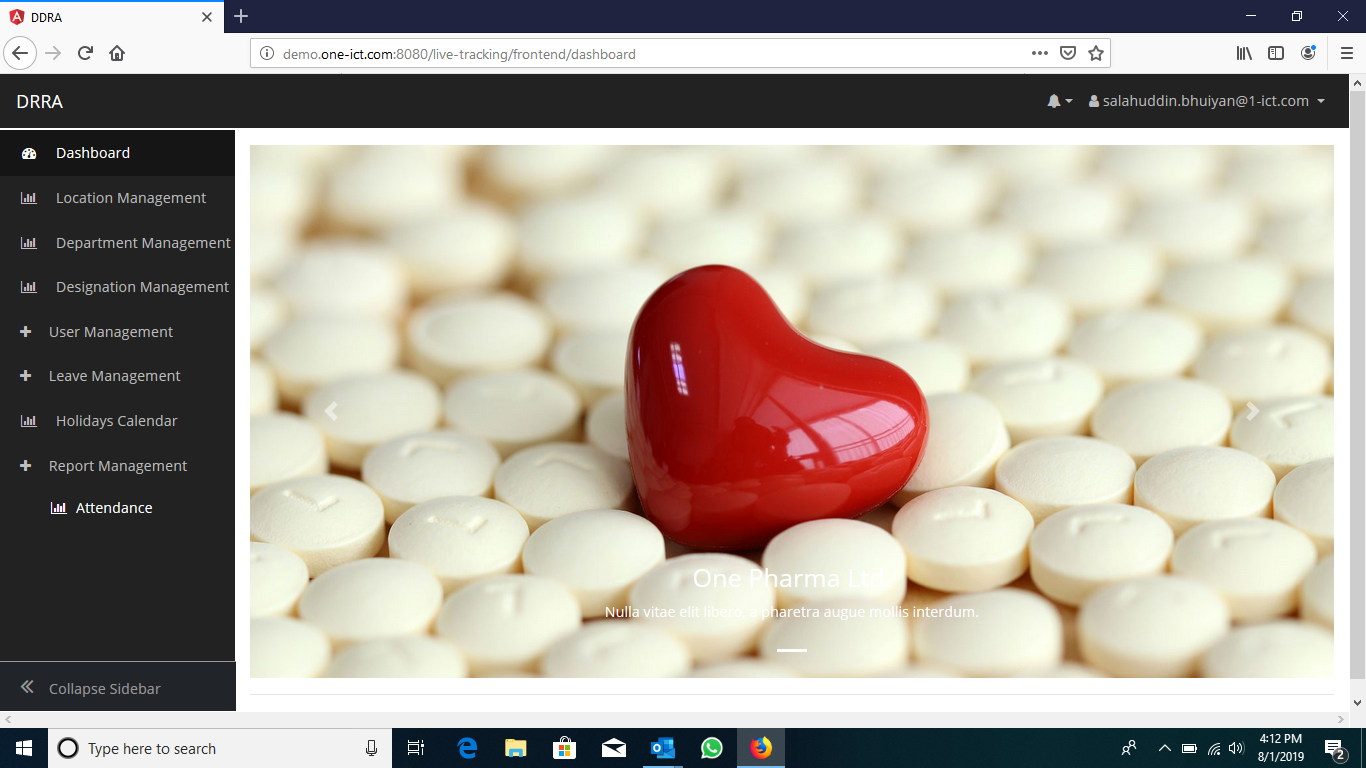 DDRA
demo.one-ict.com:8080/live-tracking/frontend/dashboard
DRRA
salahuddin.bhuiyan@1-ict.com
Dashboard
Location Management
Department Management
Designation Management
User Management
Leave Management
Holidays Calendar
Report Management
Attendance
Collapse Sidebar
One Pharma Ltd.
Nulla vitae elit libero, a pharetra augue mollis interdum.
Type here to search
4:12 PM
8/1/2019
2